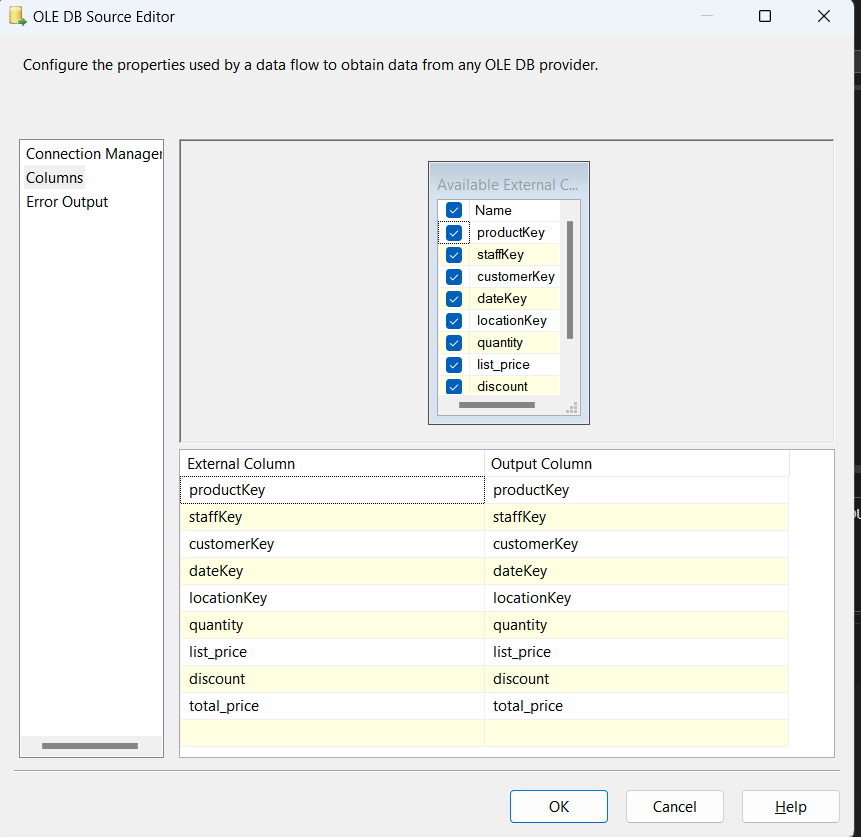 OLE DB Source Editor
Configure the properties used by a data flow to obtain data from any OLE DB provider.
Connection Manager
Columns
Error Output
Available External C...
Name
productKey
staffKey
customerKey
dateKey
locationKey
quantity
list_price
discount
External Column Output Column
productKey productKey
staffKey staffKey
customerKey customerKey
dateKey dateKey
locationKey locationKey
quantity quantity
list_price list_price
discount discount
total_price total_price
OK Cancel Help